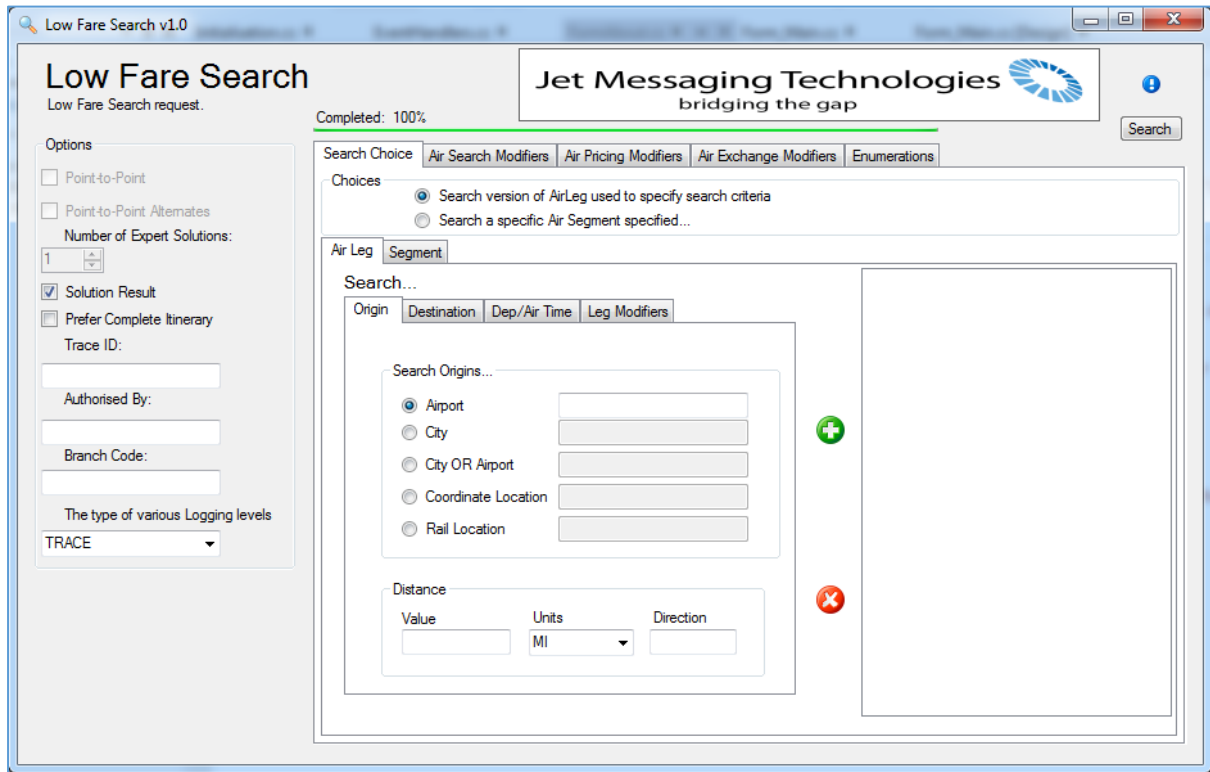 Low Fare Search v1.0
Low Fare Search
Low Fare Search request.
Jet Messaging Technologies
bridging the gap
Completed: 100%
Search
Options
Point-to-Point
Point-to-Point Alternates
Number of Expert Solutions:
1
Solution Result
Prefer Complete Itinerary
Trace ID:
Authorised By:
Branch Code:
The type of various Logging levels
TRACE
Search Choice Air Search Modifiers Air Pricing Modifiers Air Exchange Modifiers Enumerations
Choices
Search version of AirLeg used to specify search criteria
Search a specific Air Segment specified...
Air Leg Segment
Search...
Origin Destination Dep/Air Time Leg Modifiers
Search Origins...
Airport
City
City OR Airport
Coordinate Location
Rail Location
Distance
Value Units Direction
MI